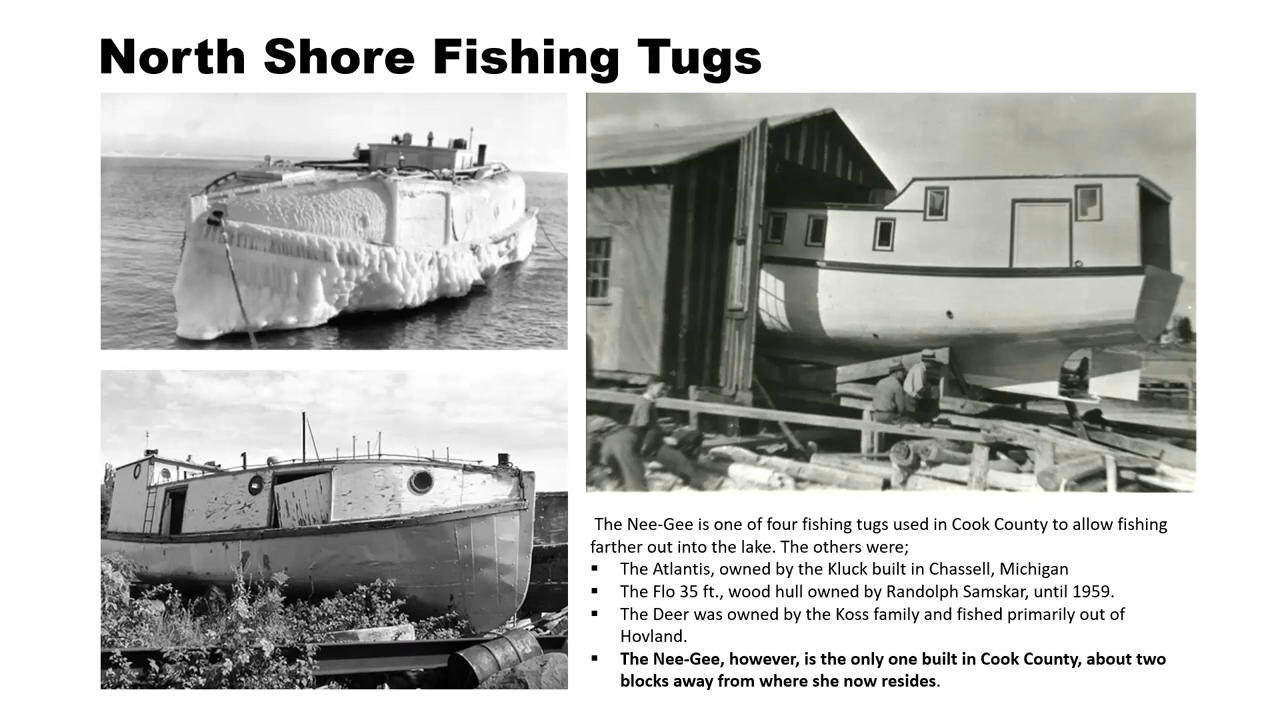 North Shore Fishing Tugs
The Nee-Gee is one of four fishing tugs used in Cook County to allow fishing
farther out into the lake. The others were;
▪ The Atlantis, owned by the Kluck built in Chassell, Michigan
▪ The Flo 35 ft., wood hull owned by Randolph Samskar, until 1959.
▪ The Deer was owned by the Koss family and fished primarily out of
Hovland.
▪ The Nee-Gee, however, is the only one built in Cook County, about two
blocks away from where she now resides.